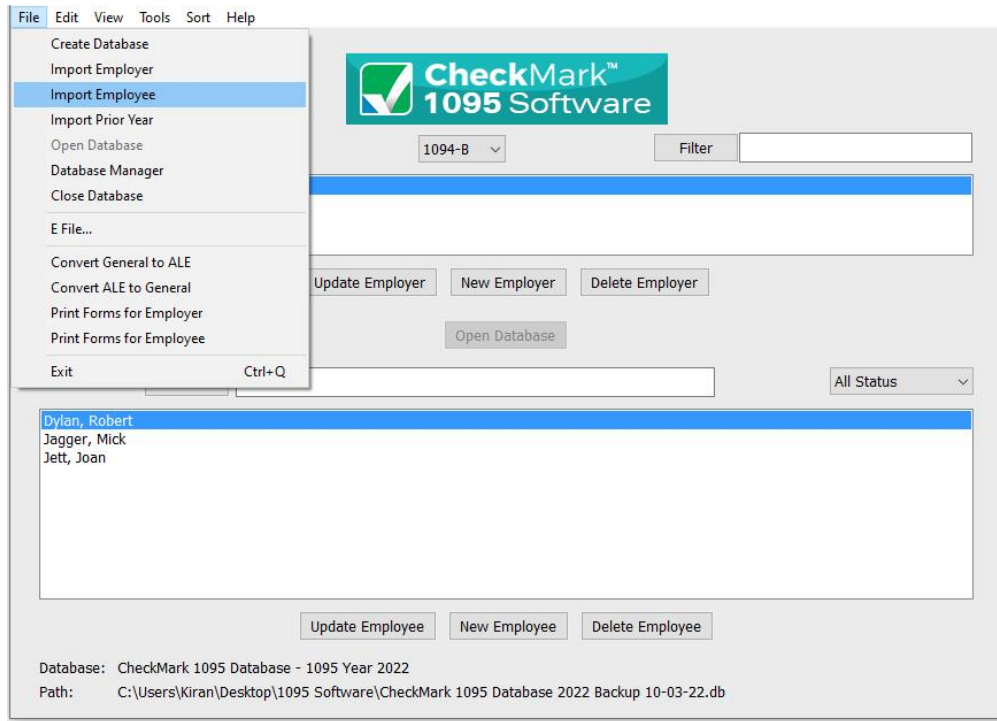 File Edit View Tools Sort Help
Create Database
Import Employer
Import Employee
Import Prior Year
Open Database
Database Manager
Close Database
E File...
Convert General to ALE
Convert ALE to General
Print Forms for Employer
Print Forms for Employee
Exit Ctrl+Q
CheckMark™
1095 Software
1094-B Filter
Update Employer New Employer Delete Employer
Open Database
All Status
Dylan, Robert
Jagger, Mick
Jett, Joan
Update Employee New Employee Delete Employee
Database: CheckMark 1095 Database - 1095 Year 2022
Path: C:\Users\Kiran\Desktop\1095 Software\CheckMark 1095 Database 2022 Backup 10-03-22.db